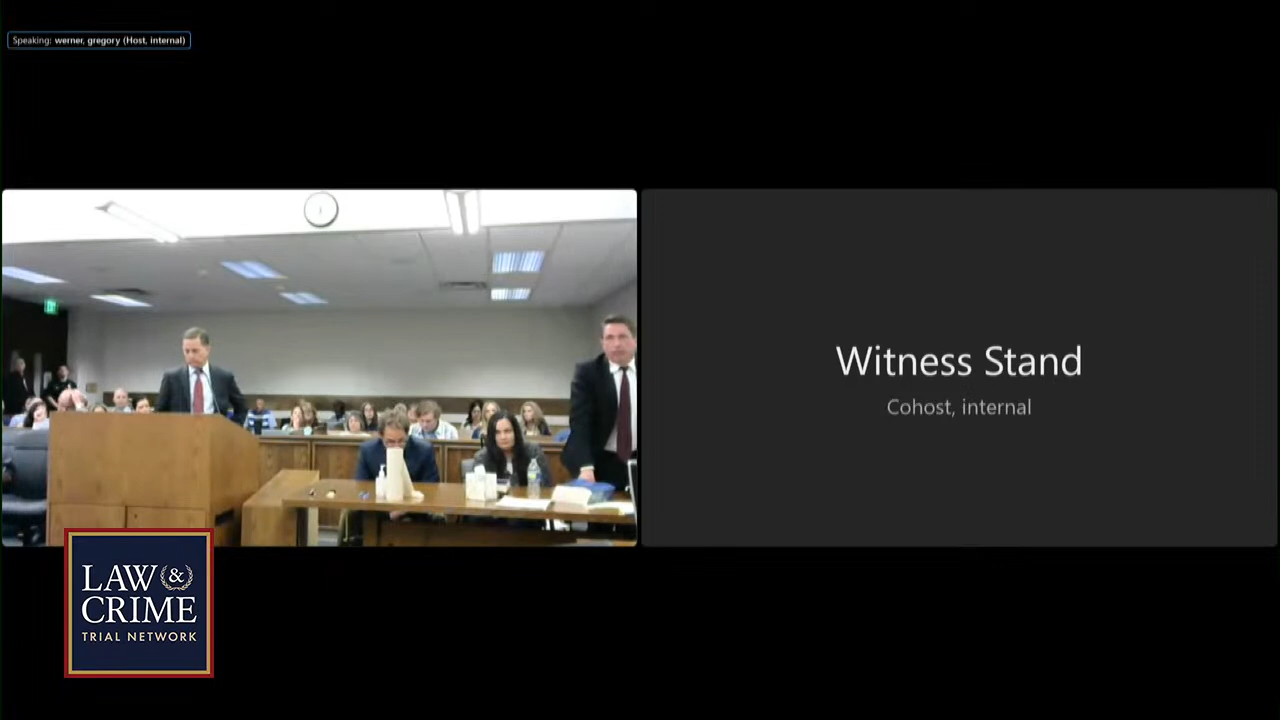 Speaking: werner, gregory (Host, internal)
Witness Stand
Cohost, internal
LAW &
CRIME
TRIAL NETWORK